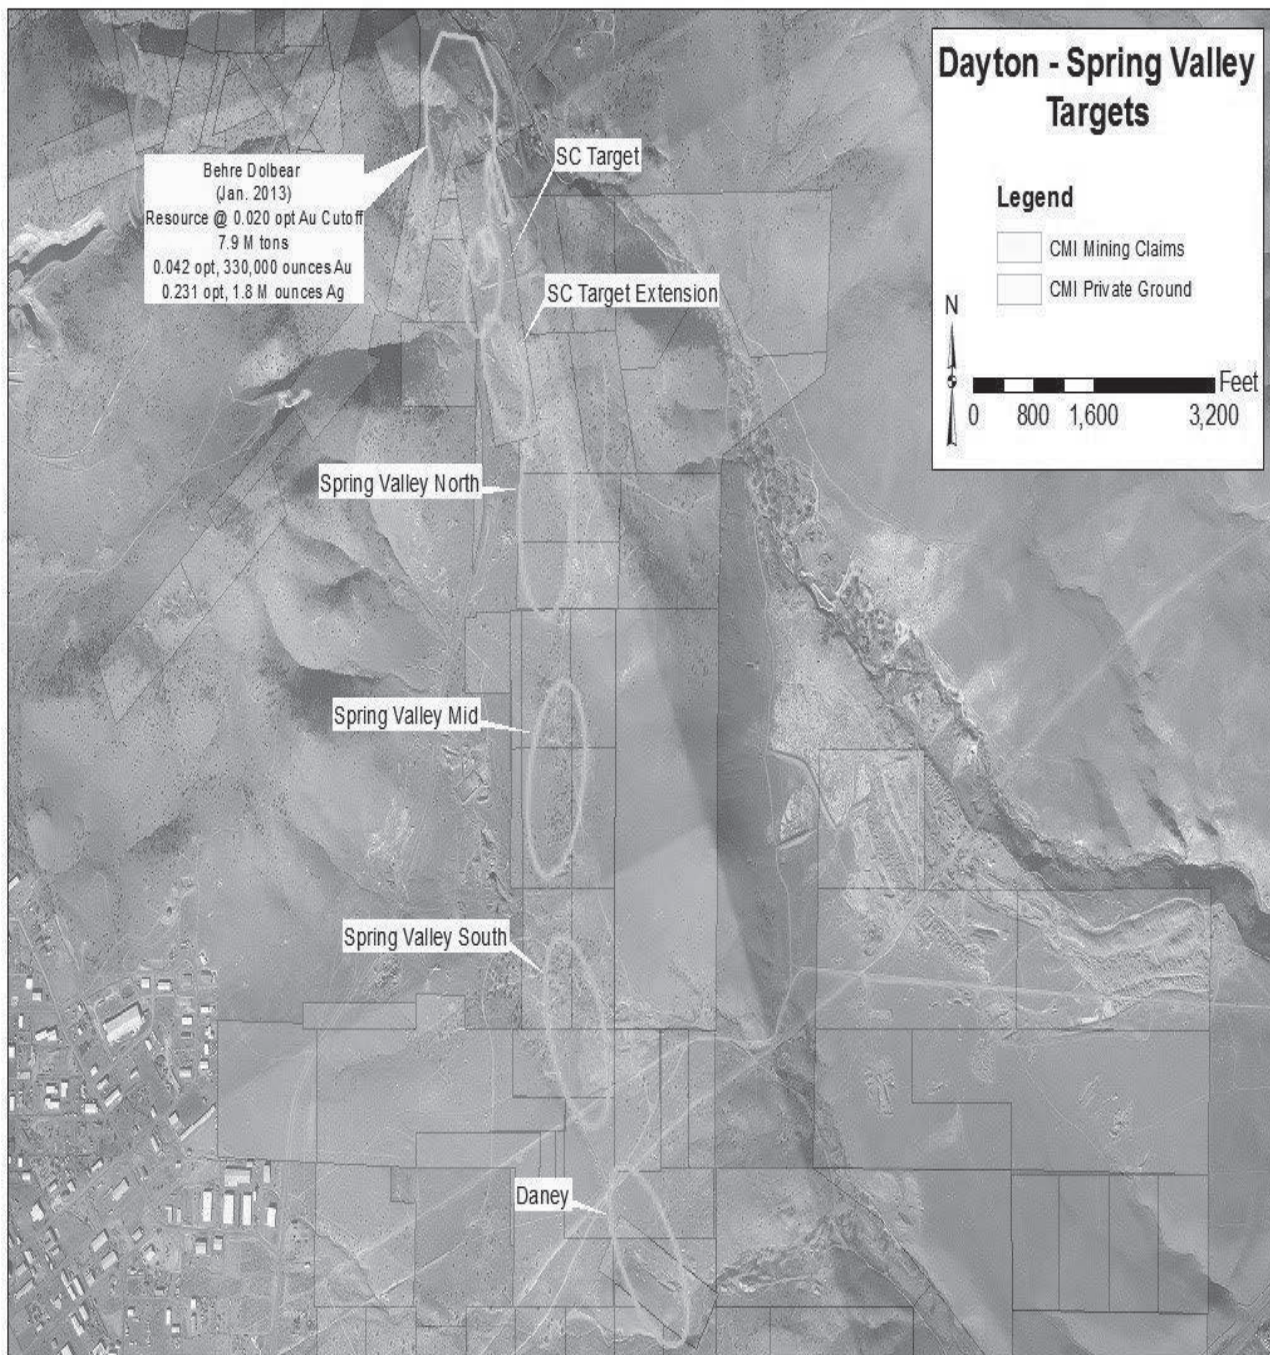 Dayton - Spring Valley
Targets
Legend
CMI Mining Claims
CMI Private Ground
N
Feet
0 800 1,600 3,200
Behre Dolbear
(Jan. 2013)
Resource @ 0.020 opt Au Cutoff
7.9 M tons
0.042 opt, 330,000 ounces Au
0.231 opt, 1.8 M ounces Ag
SC Target
SC Target Extension
Spring Valley North
Spring Valley Mid
Spring Valley South
Daney